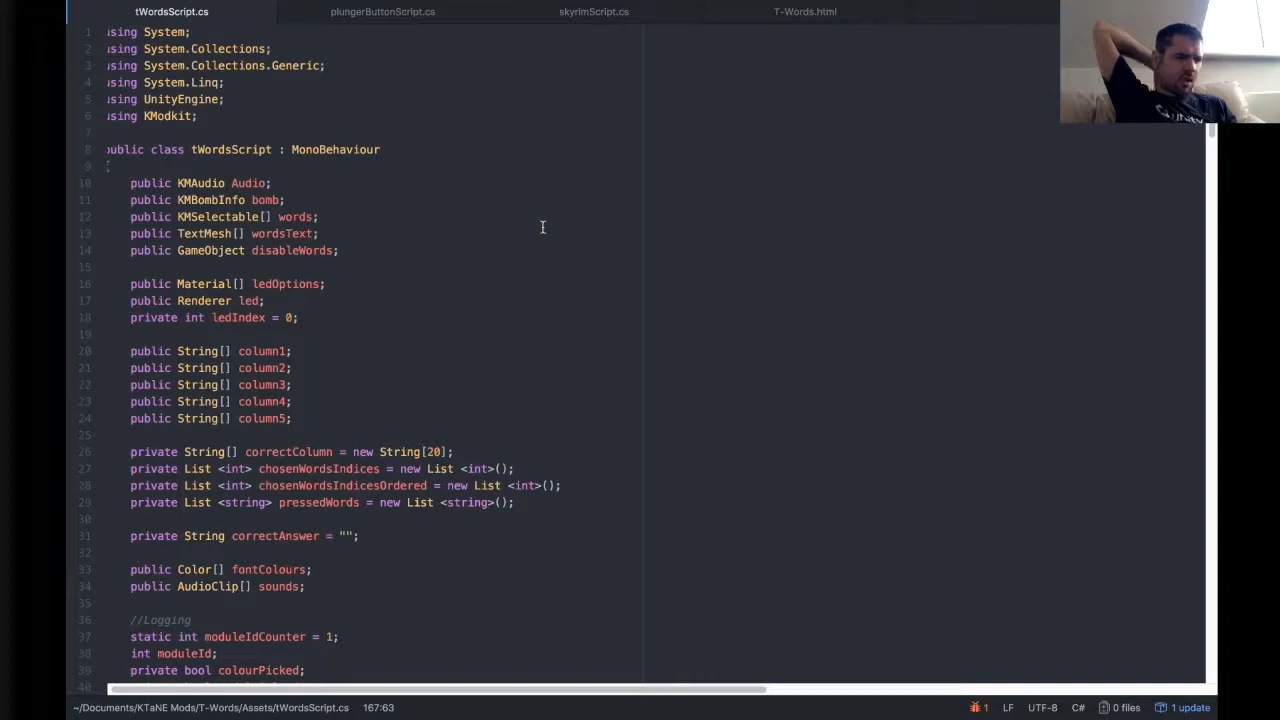 tWordsScript.cs plungerButtonScript.cs skyrimScript.cs T-Words.html
1 using System;
2 using System.Collections;
3 using System.Collections.Generic;
4 using System.Linq;
5 using UnityEngine;
6 using KModkit;
7
8 public class tWordsScript : MonoBehaviour
9 {
10 public KMAudio Audio;
11 public KMBombInfo bomb;
12 public KMSelectable[] words;
13 public TextMesh[] wordsText;
14 public GameObject disableWords;
15
16 public Material[] ledOptions;
17 public Renderer led;
18 private int ledIndex = 0;
19
20 public String[] column1;
21 public String[] column2;
22 public String[] column3;
23 public String[] column4;
24 public String[] column5;
25
26 private String[] correctColumn = new String[20];
27 private List <int> chosenWordsIndices = new List <int>();
28 private List <int> chosenWordsIndicesOrdered = new List <int>();
29 private List <string> pressedWords = new List <string>();
30
31 private String correctAnswer = "";
32
33 public Color[] fontColours;
34 public AudioClip[] sounds;
35
36 //Logging
37 static int moduleIdCounter = 1;
38 int moduleId;
39 private bool colourPicked;
40
~/Documents/KTaNE Mods/T-Words/Assets/tWordsScript.cs 167:63 1 LF UTF-8 C# 0 files 1 update